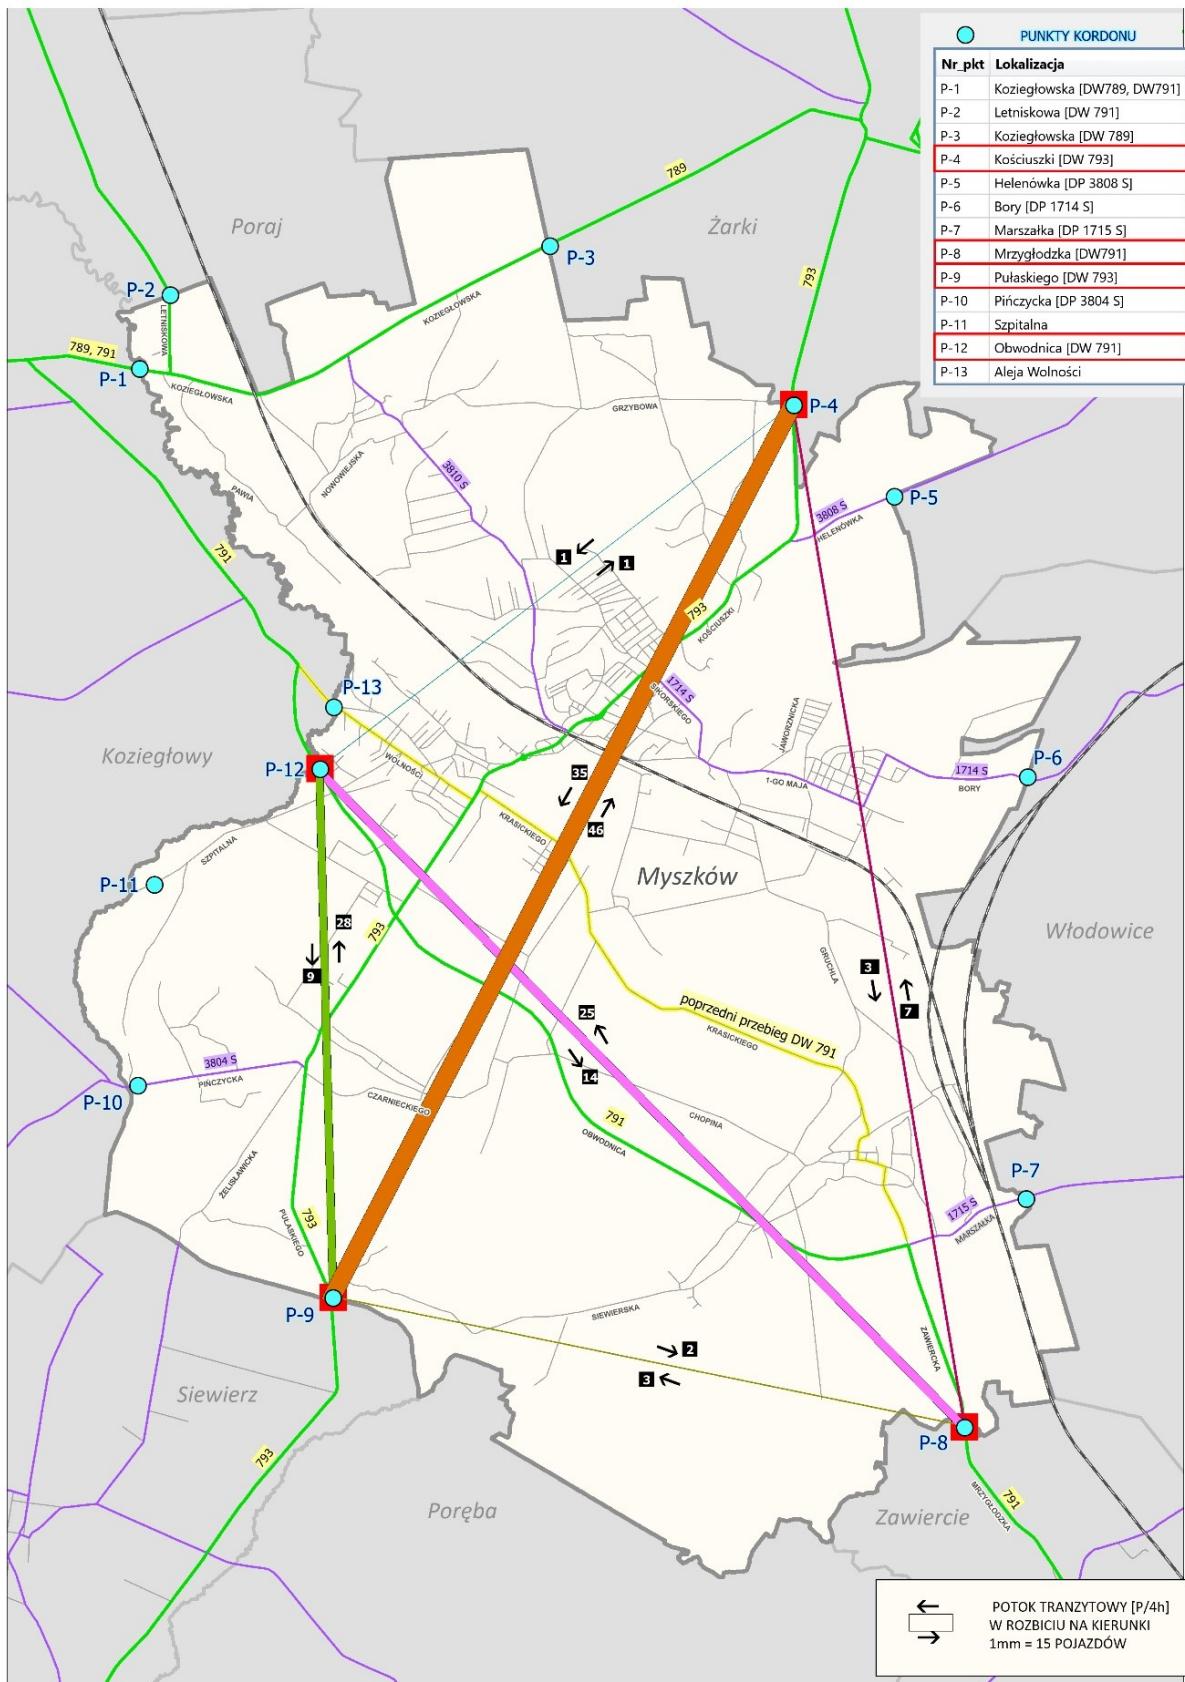 PUNKTY KORDONU
Nr_pkt Lokalizacja
P-1 Koziegłowska [DW789, DW791]
P-2 Letniskowa [DW 791]
P-3 Koziegłowska [DW 789]
P-4 Kościuszki [DW 793]
P-5 Helenówka [DP 3808 S]
P-6 Bory [DP 1714 S]
P-7 Marszałka [DP 1715 S]
P-8 Mrzygłodzka [DW791]
P-9 Pułaskiego [DW 793]
P-10 Pińczycka [DP 3804 S]
P-11 Szpitalna
P-12 Obwodnica [DW 791]
P-13 Aleja Wolności
789
Poraj
Żarki
P-3
793
P-2
LETNISKOWA
KOZIEGŁOWSKA
789, 791
P-1
KOZIEGŁOWSKA
GRZYBOWA
P-4
NOWOWIEJSKA
3810 S
PAWIA
P-5
3808 S
HELENÓWKA
791
1
1
793
KOŚCIUSZKI
1714 S
SIKORSKIEGO
P-13
JAWORZNICKA
Koziegłowy
P-12
WOLNOŚCI
35
1-GO MAJA
1714 S
BORY
P-6
46
KRASICKIEGO
SZPITALNA
P-11
Myszków
28
793
9
Włodowice
GRUCHLA
3
7
25
poprzedni przebieg DW 791
KRASICKIEGO
14
3804 S
PIŃCZYCKA
P-10
CZARNIECKIEGO
CHOPINA
791
OBWODNICA
ŻELISŁAWICKA
P-7
1715 S
MARSZAŁKA
793
PUŁASKIEGO
P-9
SIEWIERSKA
ZAWIERCKA
2
3
Siewierz
P-8
793
Poręba
791
MRZYGŁODZKA
Zawiercie
POTOK TRANZYTOWY [P/4h]
W ROZBICIU NA KIERUNKI
1mm = 15 POJAZDÓW